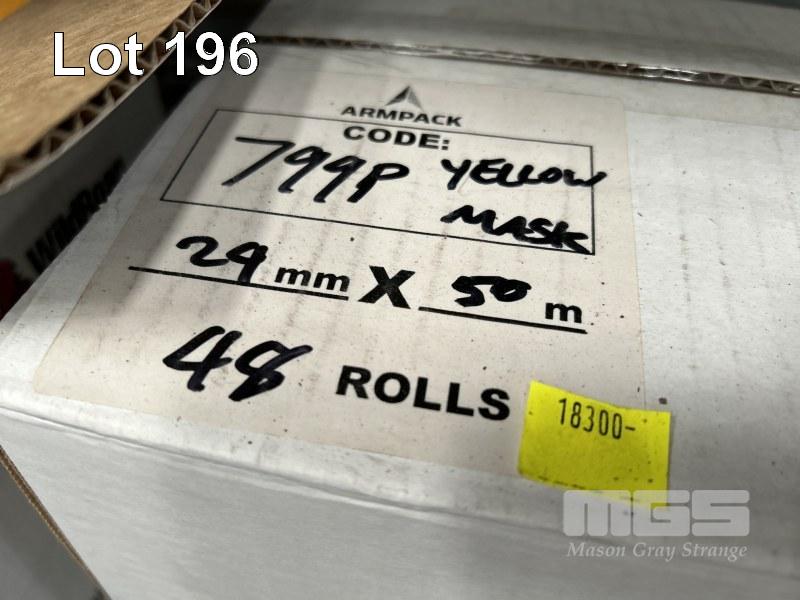 Lot 196
ARMPACK
CODE:
799P YELLOW
MASK
24 mm X 50 m
48 ROLLS
18300-
MGS
Mason Gray Strange